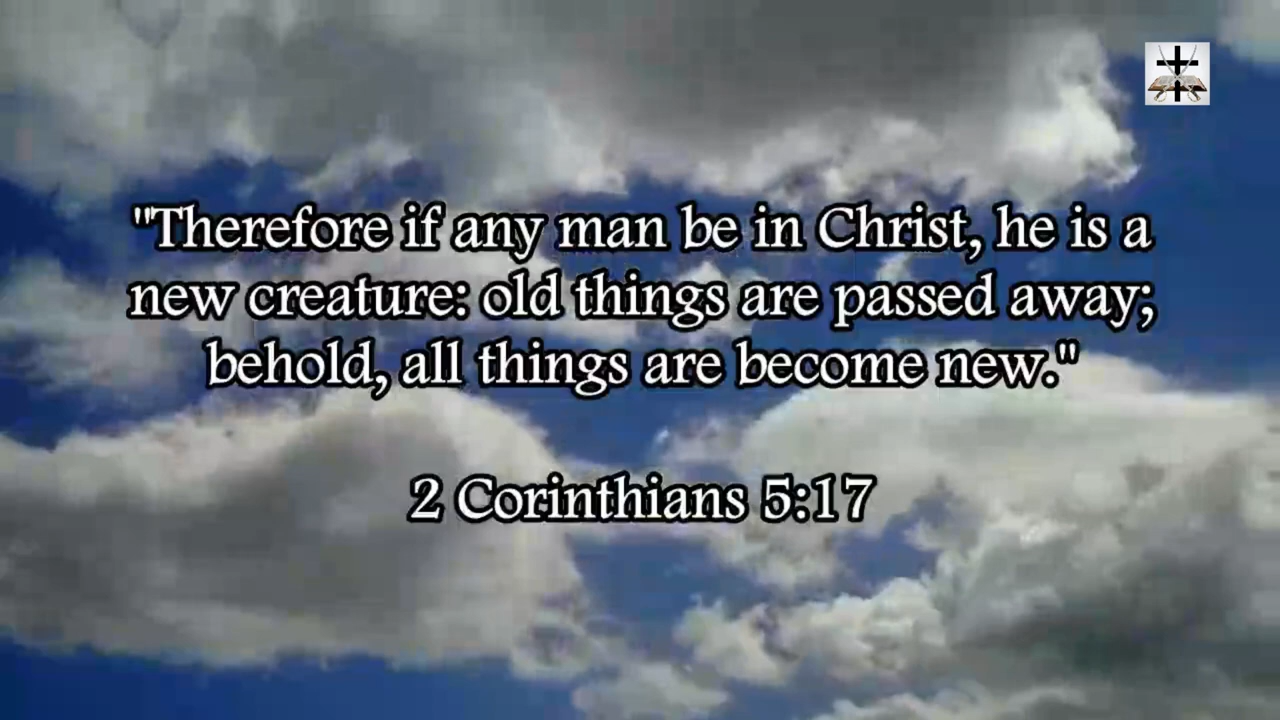 "Therefore if any man be in Christ, he is a
new creature: old things are passed away;
behold, all things are become new."
2 Corinthians 5:17